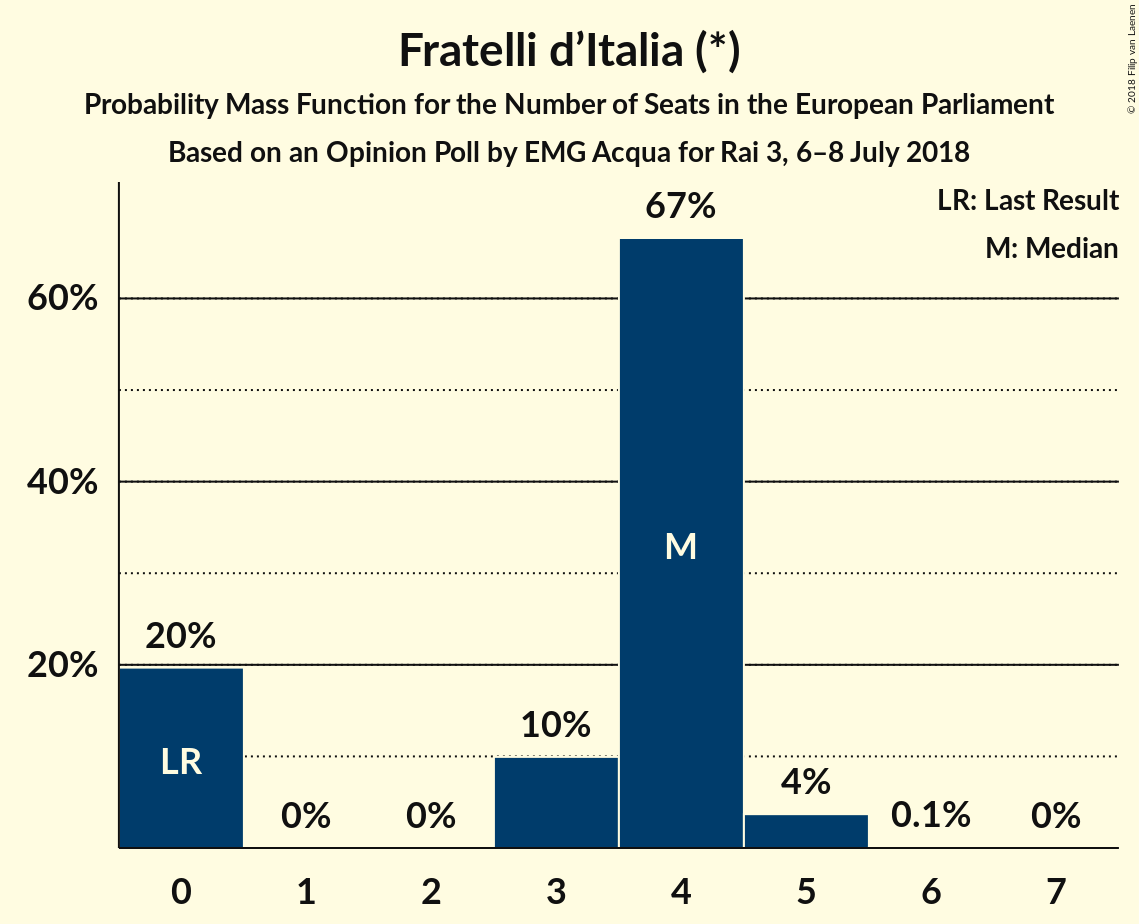 Fratelli d’Italia (*)
Probability Mass Function for the Number of Seats in the European Parliament
Based on an Opinion Poll by EMG Acqua for Rai 3, 6–8 July 2018
© 2018 Filip van Laenen
LR: Last Result
M: Median
67%
60%
40%
M
20%
20%
LR
10%
4%
0%
0%
0.1%
0%
0 1 2 3 4 5 6 7